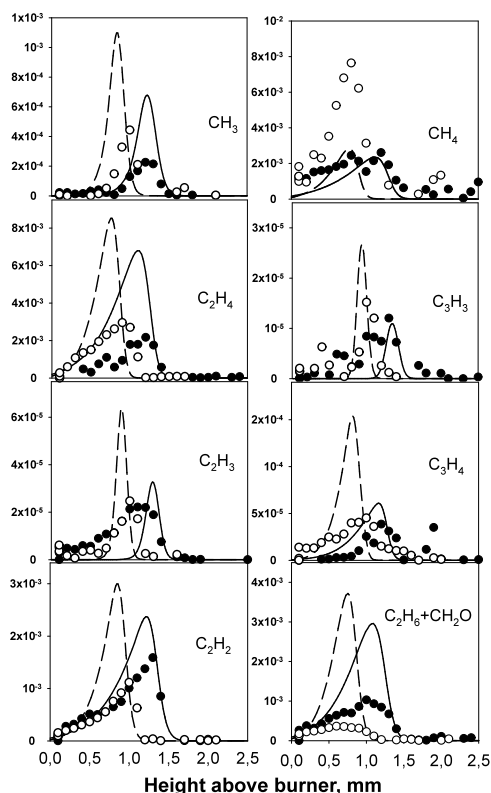 1x10⁻³
10⁻³
8x10⁻⁴
6x10⁻⁴
4x10⁻⁴
2x10⁻⁴
0
CH₃
10⁻²
8x10⁻³
6x10⁻³
4x10⁻³
2x10⁻³
0
CH₄
8x10⁻³
6x10⁻³
4x10⁻³
2x10⁻³
0
C₂H₄
3x10⁻⁵
2x10⁻⁵
10⁻⁵
0
C₃H₃
6x10⁻⁵
4x10⁻⁵
2x10⁻⁵
0
C₂H₃
2x10⁻⁴
10⁻⁴
5x10⁻⁵
0
C₃H₄
3x10⁻³
2x10⁻³
10⁻³
0
C₂H₂
4x10⁻³
3x10⁻³
2x10⁻³
10⁻³
0
C₂H₆+CH₂O
0,0 0,5 1,0 1,5 2,0 2,5 0,0 0,5 1,0 1,5 2,0 2,5
Height above burner, mm